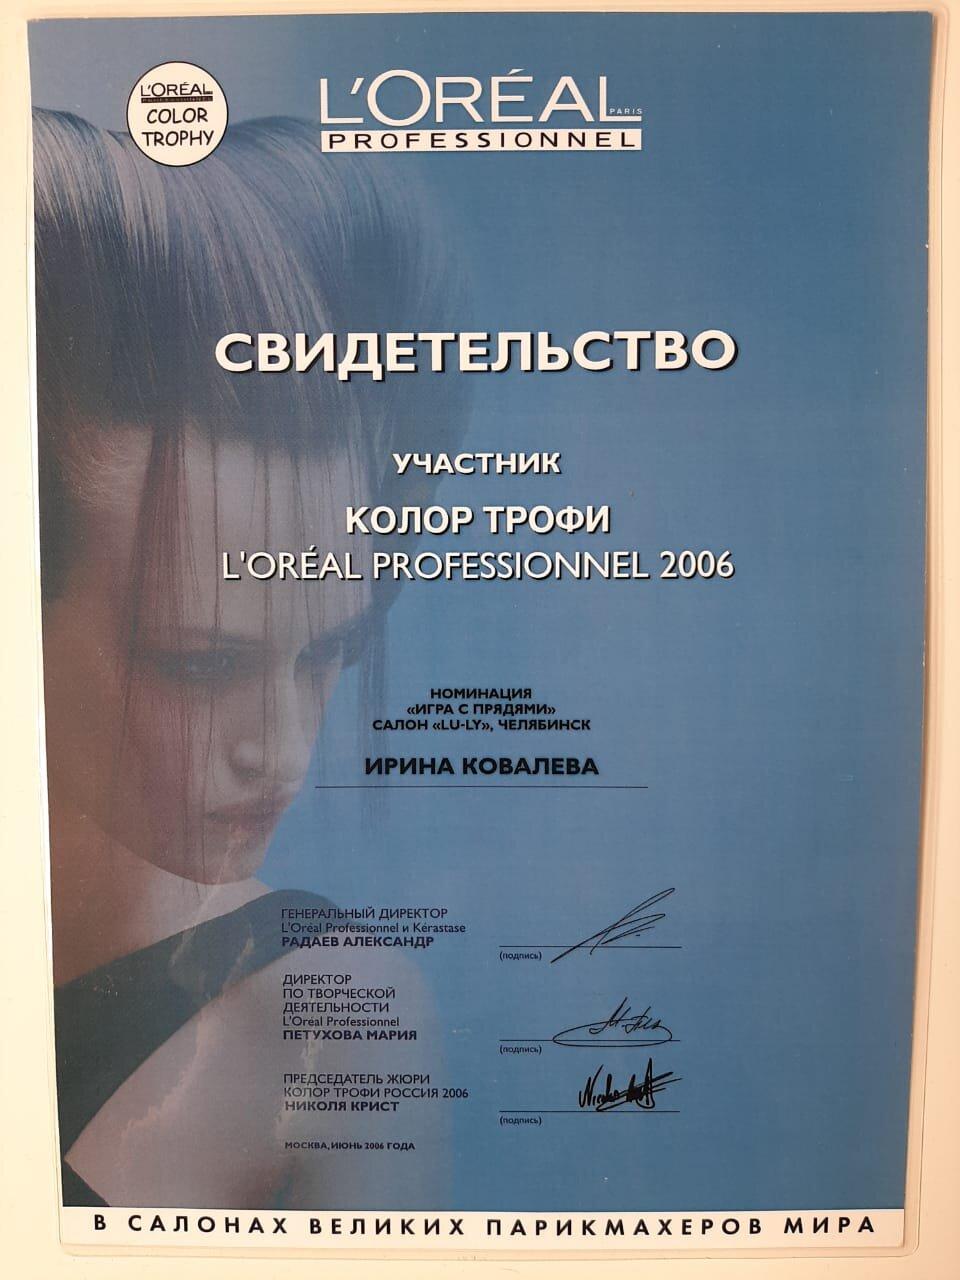 L'ORÉAL
PROFESSIONNEL
COLOR
TROPHY
L'ORÉAL
PARIS
PROFESSIONNEL
СВИДЕТЕЛЬСТВО
УЧАСТНИК
КОЛОР ТРОФИ
L'ORÉAL PROFESSIONNEL 2006
НОМИНАЦИЯ
«ИГРА С ПРЯДЯМИ»
САЛОН «LU-LY», ЧЕЛЯБИНСК
ИРИНА КОВАЛЕВА
ГЕНЕРАЛЬНЫЙ ДИРЕКТОР
L'Oréal Professionnel и Kérastase
РАДАЕВ АЛЕКСАНДР
(подпись)
ДИРЕКТОР
ПО ТВОРЧЕСКОЙ
ДЕЯТЕЛЬНОСТИ
L'Oréal Professionnel
ПЕТУХОВА МАРИЯ
(подпись)
ПРЕДСЕДАТЕЛЬ ЖЮРИ
КОЛОР ТРОФИ РОССИЯ 2006
НИКОЛЯ КРИСТ
(подпись)
МОСКВА, ИЮНЬ 2006 ГОДА
В САЛОНАХ ВЕЛИКИХ ПАРИКМАХЕРОВ МИРА